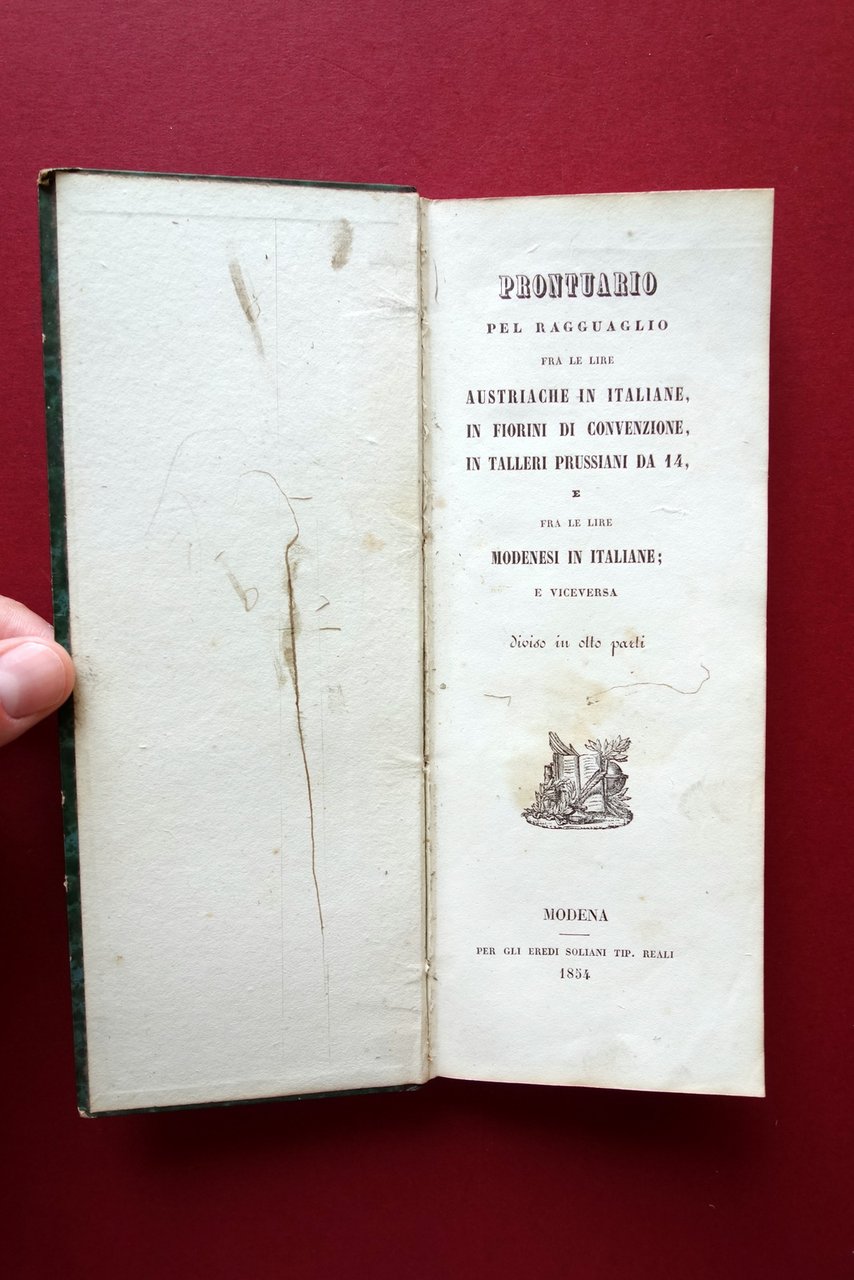 PRONTUARIO
PEL RAGGUAGLIO
FRA LE LIRE
AUSTRIACHE IN ITALIANE,
IN FIORINI DI CONVENZIONE,
IN TALLERI PRUSSIANI DA 14,
E
FRA LE LIRE
MODENESI IN ITALIANE;
E VICEVERSA
diviso in otto parti
MODENA
PER GLI EREDI SOLIANI TIP. REALI
1854